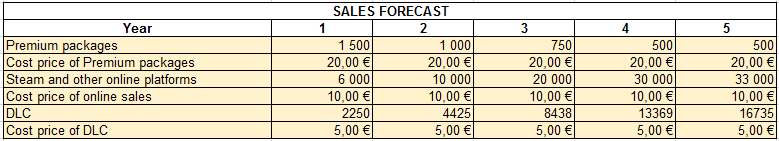 SALES FORECAST
Year 1 2 3 4 5
Premium packages 1 500 1 000 750 500 500
Cost price of Premium packages 20,00 € 20,00 € 20,00 € 20,00 € 20,00 €
Steam and other online platforms 6 000 10 000 20 000 30 000 33 000
Cost price of online sales 10,00 € 10,00 € 10,00 € 10,00 € 10,00 €
DLC 2250 4425 8438 13369 16735
Cost price of DLC 5,00 € 5,00 € 5,00 € 5,00 € 5,00 €